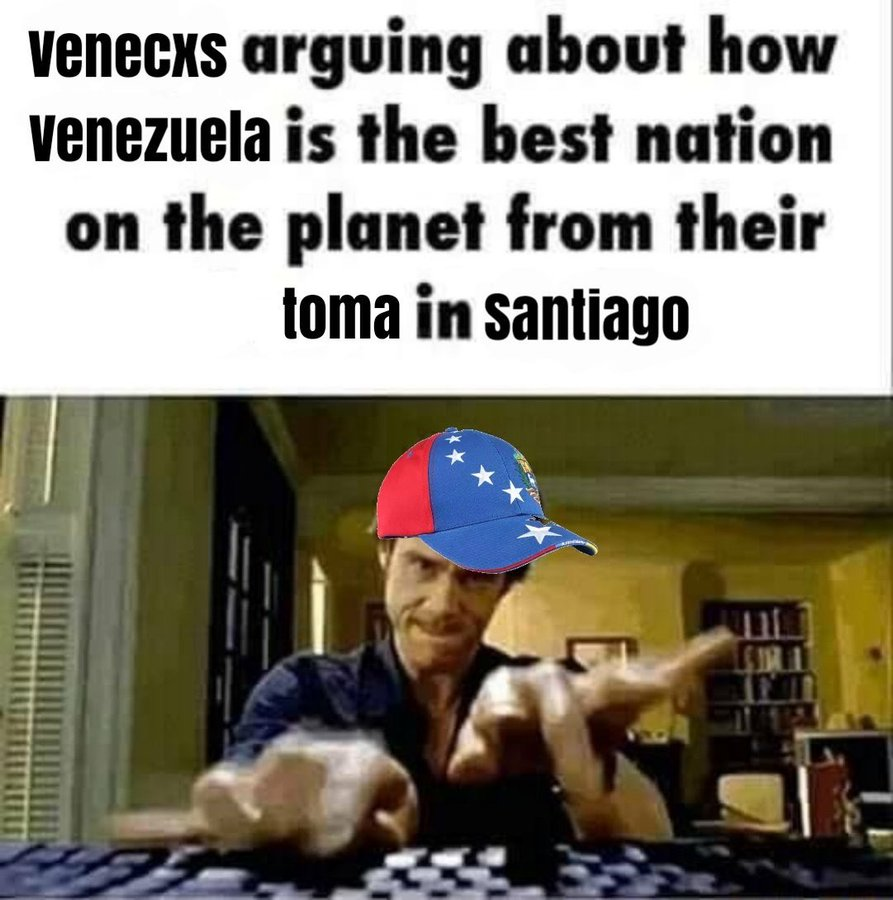 venecxs arguing about how
venezuela is the best nation
on the planet from their
toma in santiago